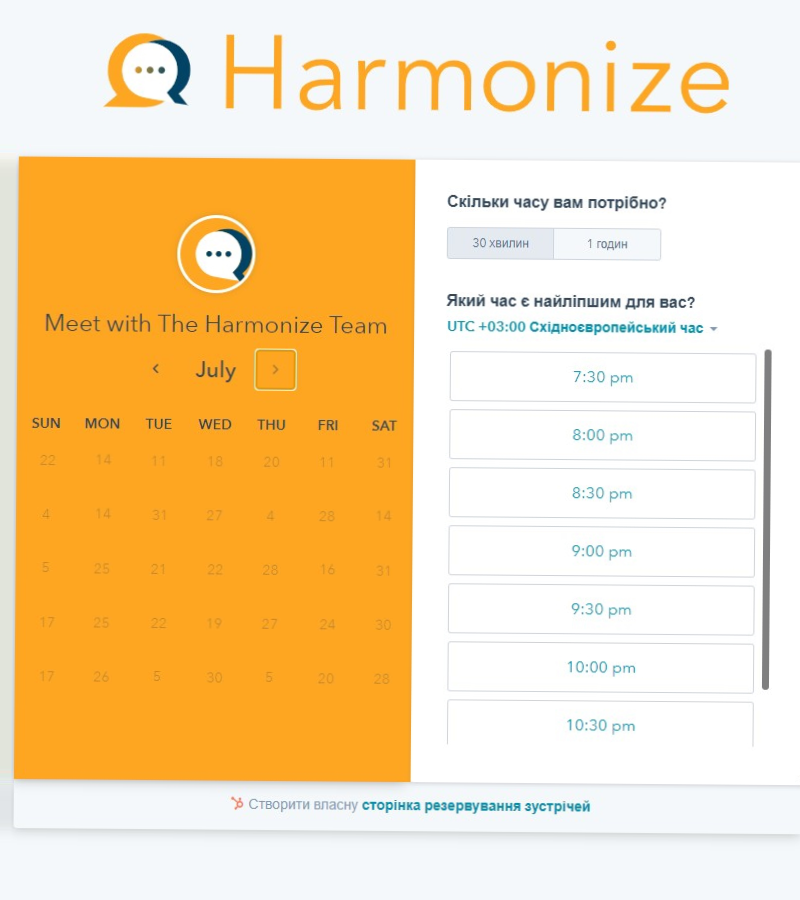 Harmonize
Meet with The Harmonize Team
July
SUN MON TUE WED THU FRI SAT
22 14 11 18 20 11 31
4 14 31 27 4 28 14
5 25 21 22 28 16 31
17 25 22 19 27 24 30
17 26 5 30 5 20 28
Скільки часу вам потрібно?
30 хвилин 1 годин
Який час є найліпшим для вас?
UTC +03:00 Східноєвропейський час
7:30 pm
8:00 pm
8:30 pm
9:00 pm
9:30 pm
10:00 pm
10:30 pm
Створити власну сторінка резервування зустрічей